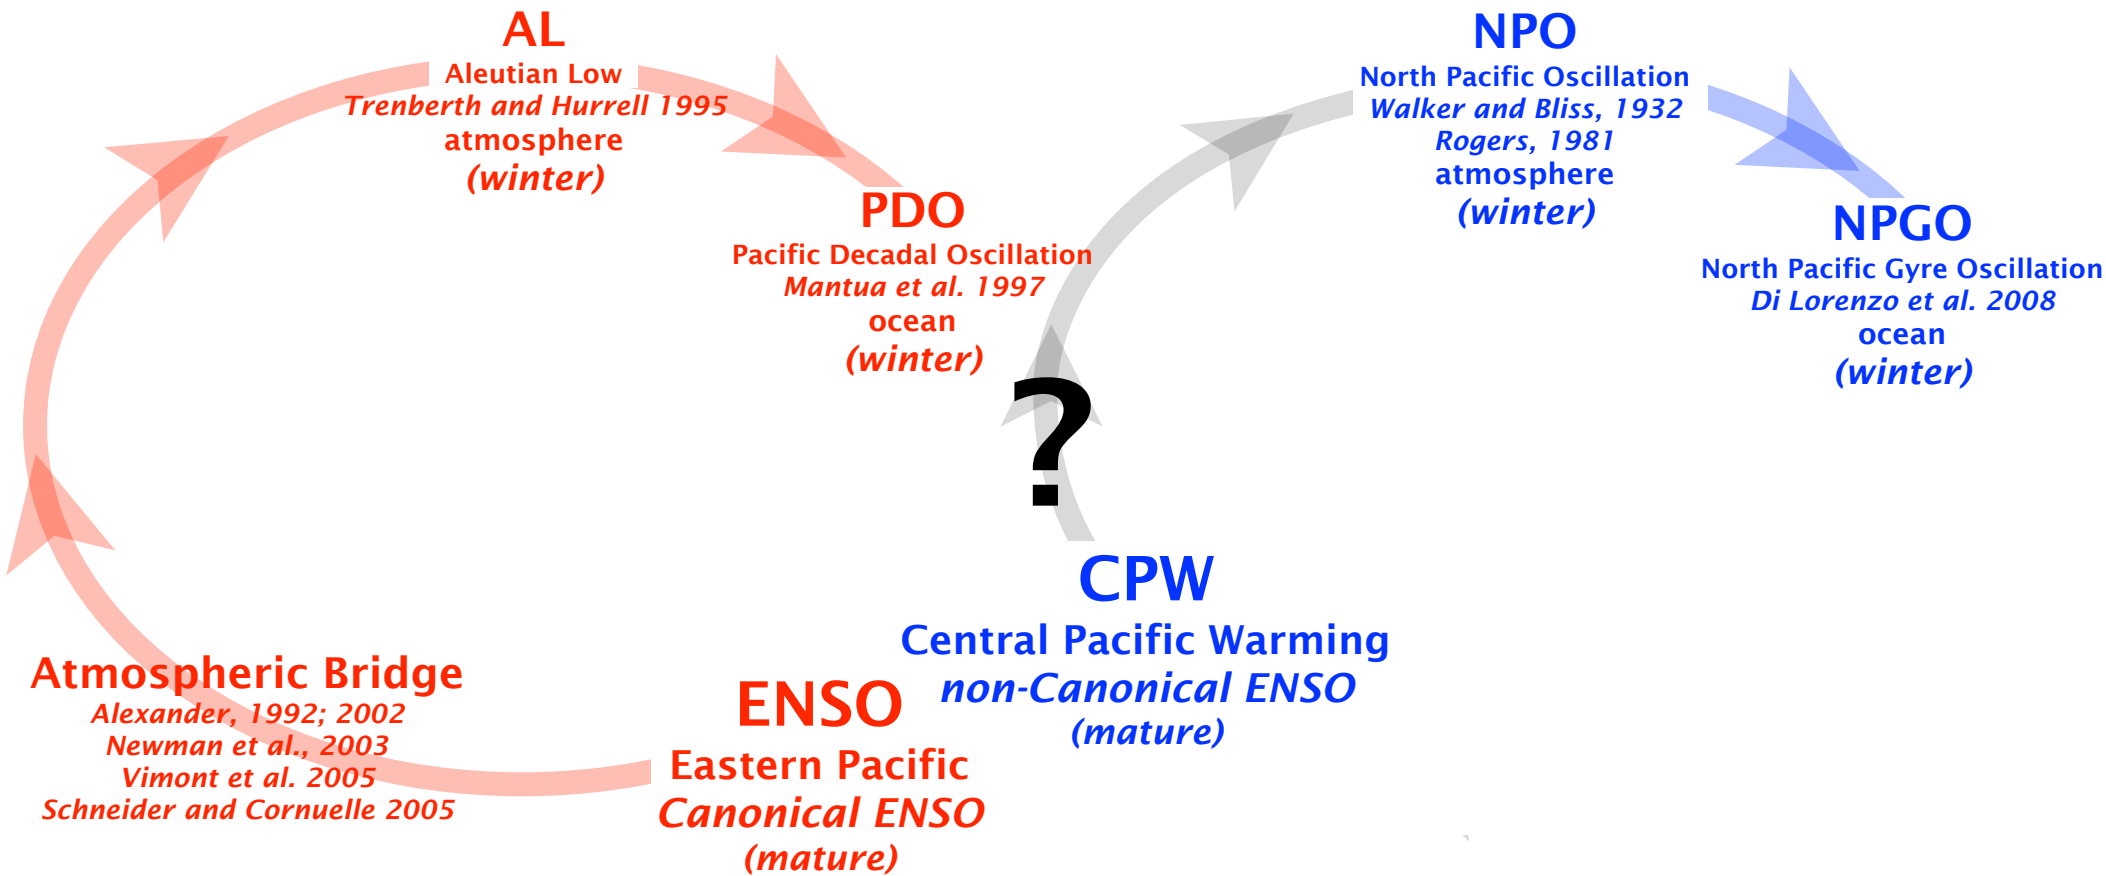 AL
Aleutian Low
Trenberth and Hurrell 1995
atmosphere
(winter)
PDO
Pacific Decadal Oscillation
Mantua et al. 1997
ocean
(winter)
NPO
North Pacific Oscillation
Walker and Bliss, 1932
Rogers, 1981
atmosphere
(winter)
NPGO
North Pacific Gyre Oscillation
Di Lorenzo et al. 2008
ocean
(winter)
?
CPW
Central Pacific Warming
non-Canonical ENSO
(mature)
Atmospheric Bridge
Alexander, 1992; 2002
Newman et al., 2003
Vimont et al. 2005
Schneider and Cornuelle 2005
ENSO
Eastern Pacific
Canonical ENSO
(mature)